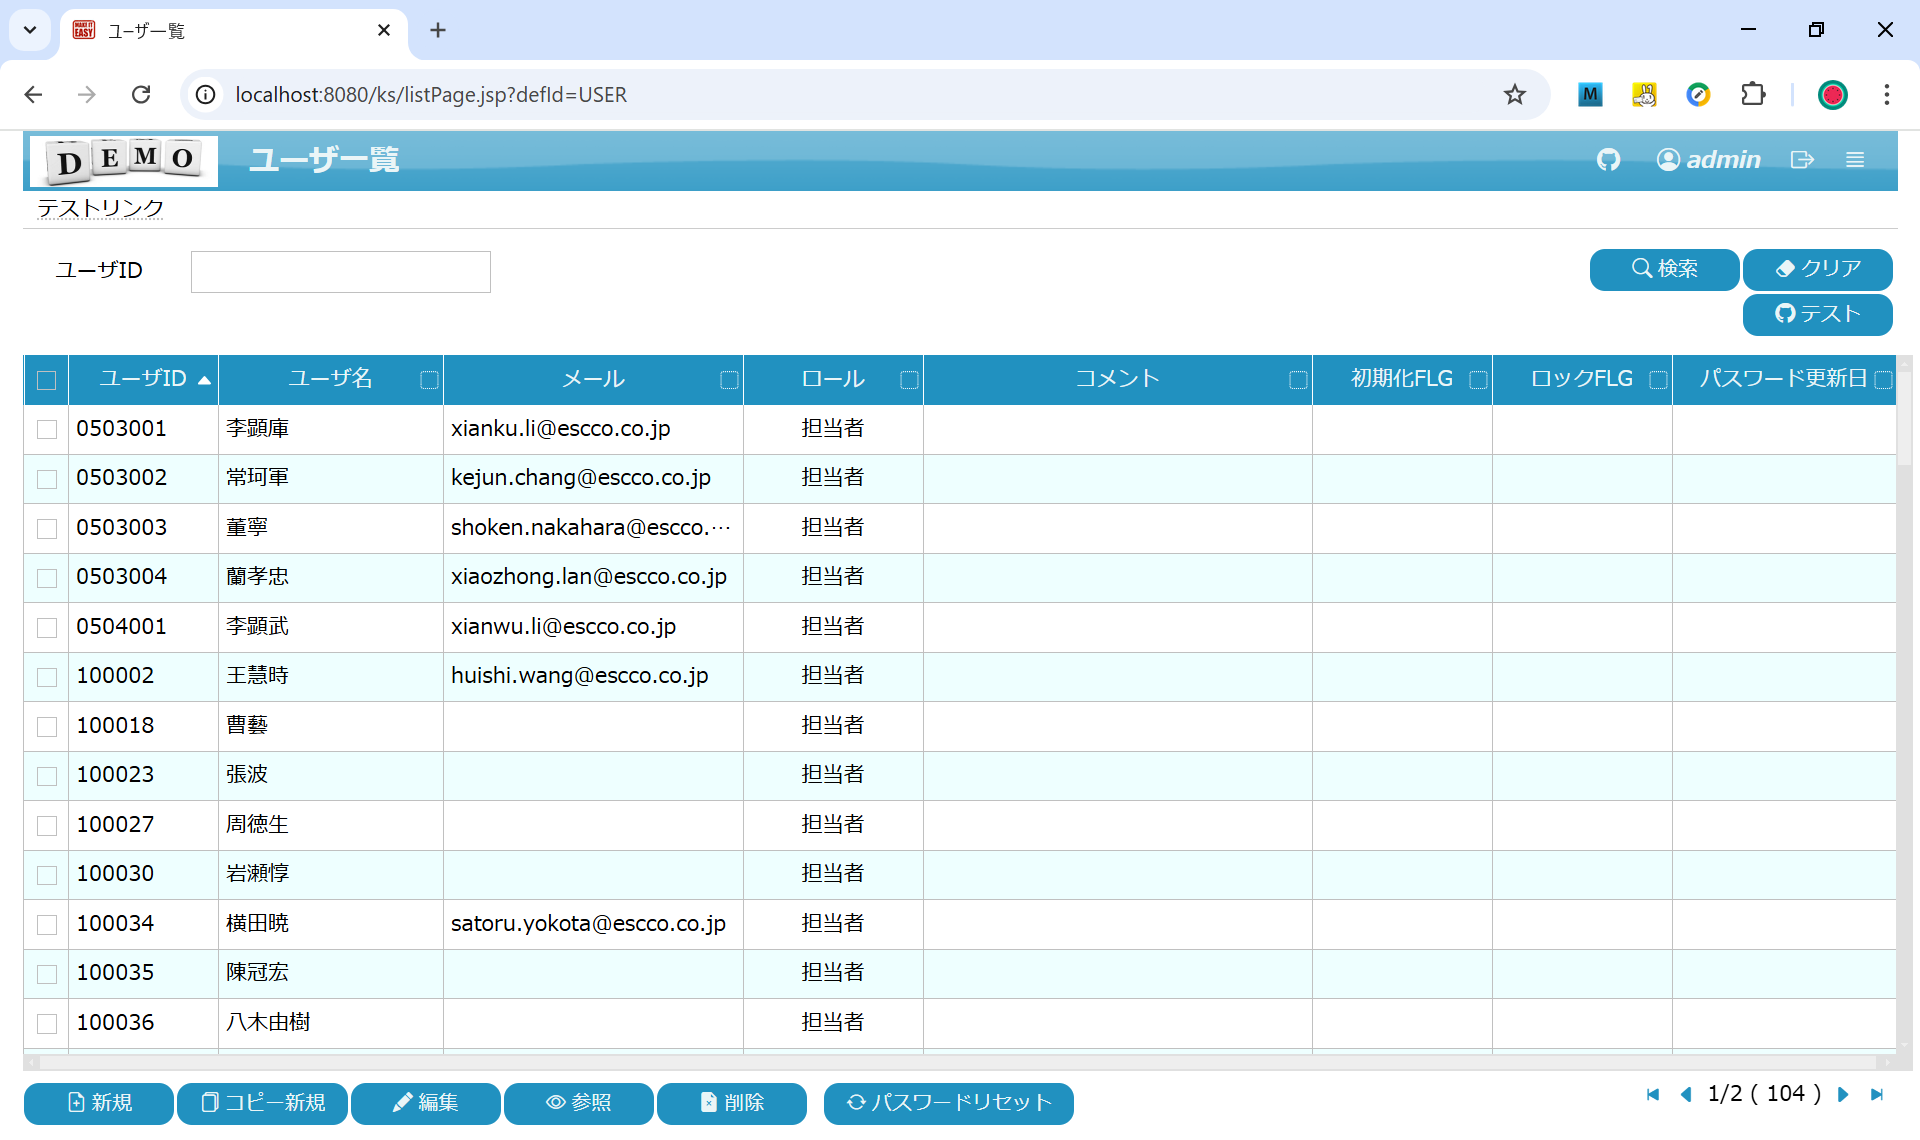 ユーザー覧
localhost:8080/ks/listPage.jsp?defId=USER
DEMO ユーザ一覧 admin
テストリンク
ユーザID 検索 クリア
テスト
ユーザID ユーザ名 メール ロール コメント 初期化FLG ロックFLG パスワード更新日
0503001 李顕庫 xianku.li@escco.co.jp 担当者
0503002 常珂軍 kejun.chang@escco.co.jp 担当者
0503003 董寧 shoken.nakahara@escco.… 担当者
0503004 蘭孝忠 xiaozhong.lan@escco.co.jp 担当者
0504001 李顕武 xianwu.li@escco.co.jp 担当者
100002 王慧時 huishi.wang@escco.co.jp 担当者
100018 曹藝 担当者
100023 張波 担当者
100027 周徳生 担当者
100030 岩瀬惇 担当者
100034 横田暁 satoru.yokota@escco.co.jp 担当者
100035 陳冠宏 担当者
100036 八木由樹 担当者
新規 コピー新規 編集 参照 削除 パスワードリセット 1/2 ( 104 )